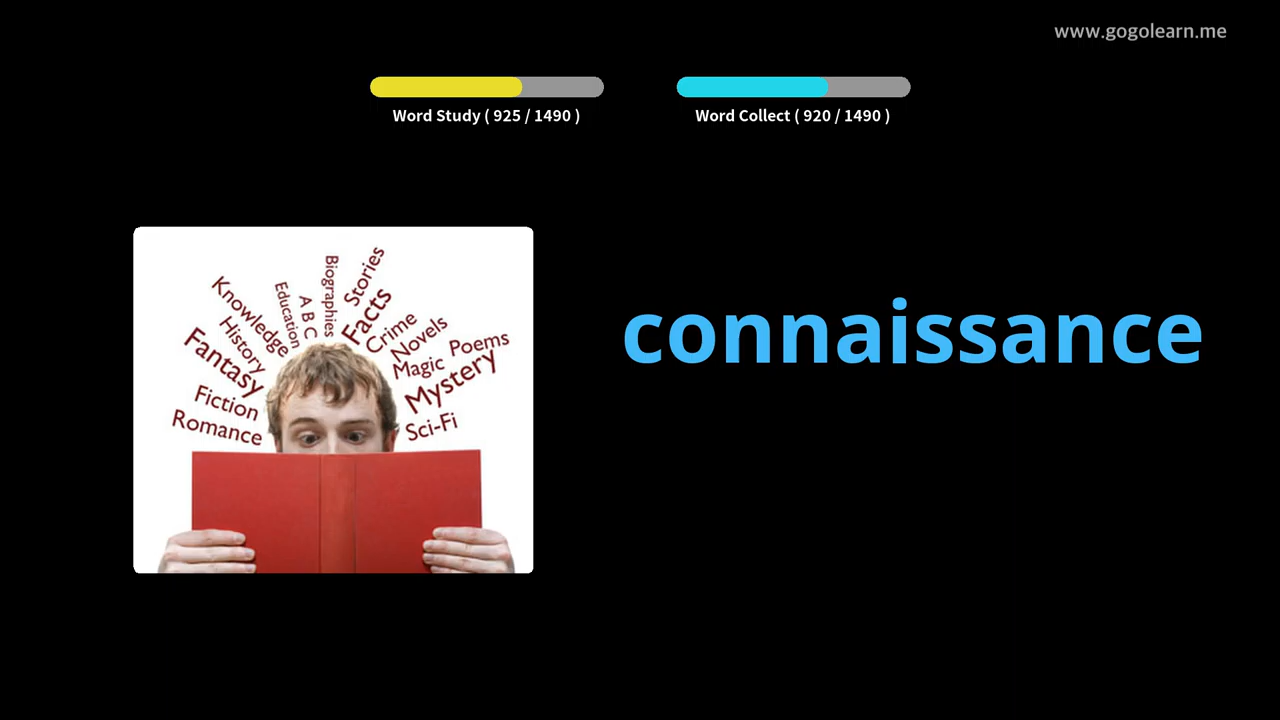 www.gogolearn.me
Word Study ( 925 / 1490 )
Word Collect ( 920 / 1490 )
Knowledge
Education
A B C
Biographies
Stories
Facts
History
Crime
Novels
Fantasy
Magic
Poems
Mystery
Fiction
Romance
Sci-Fi
connaissance